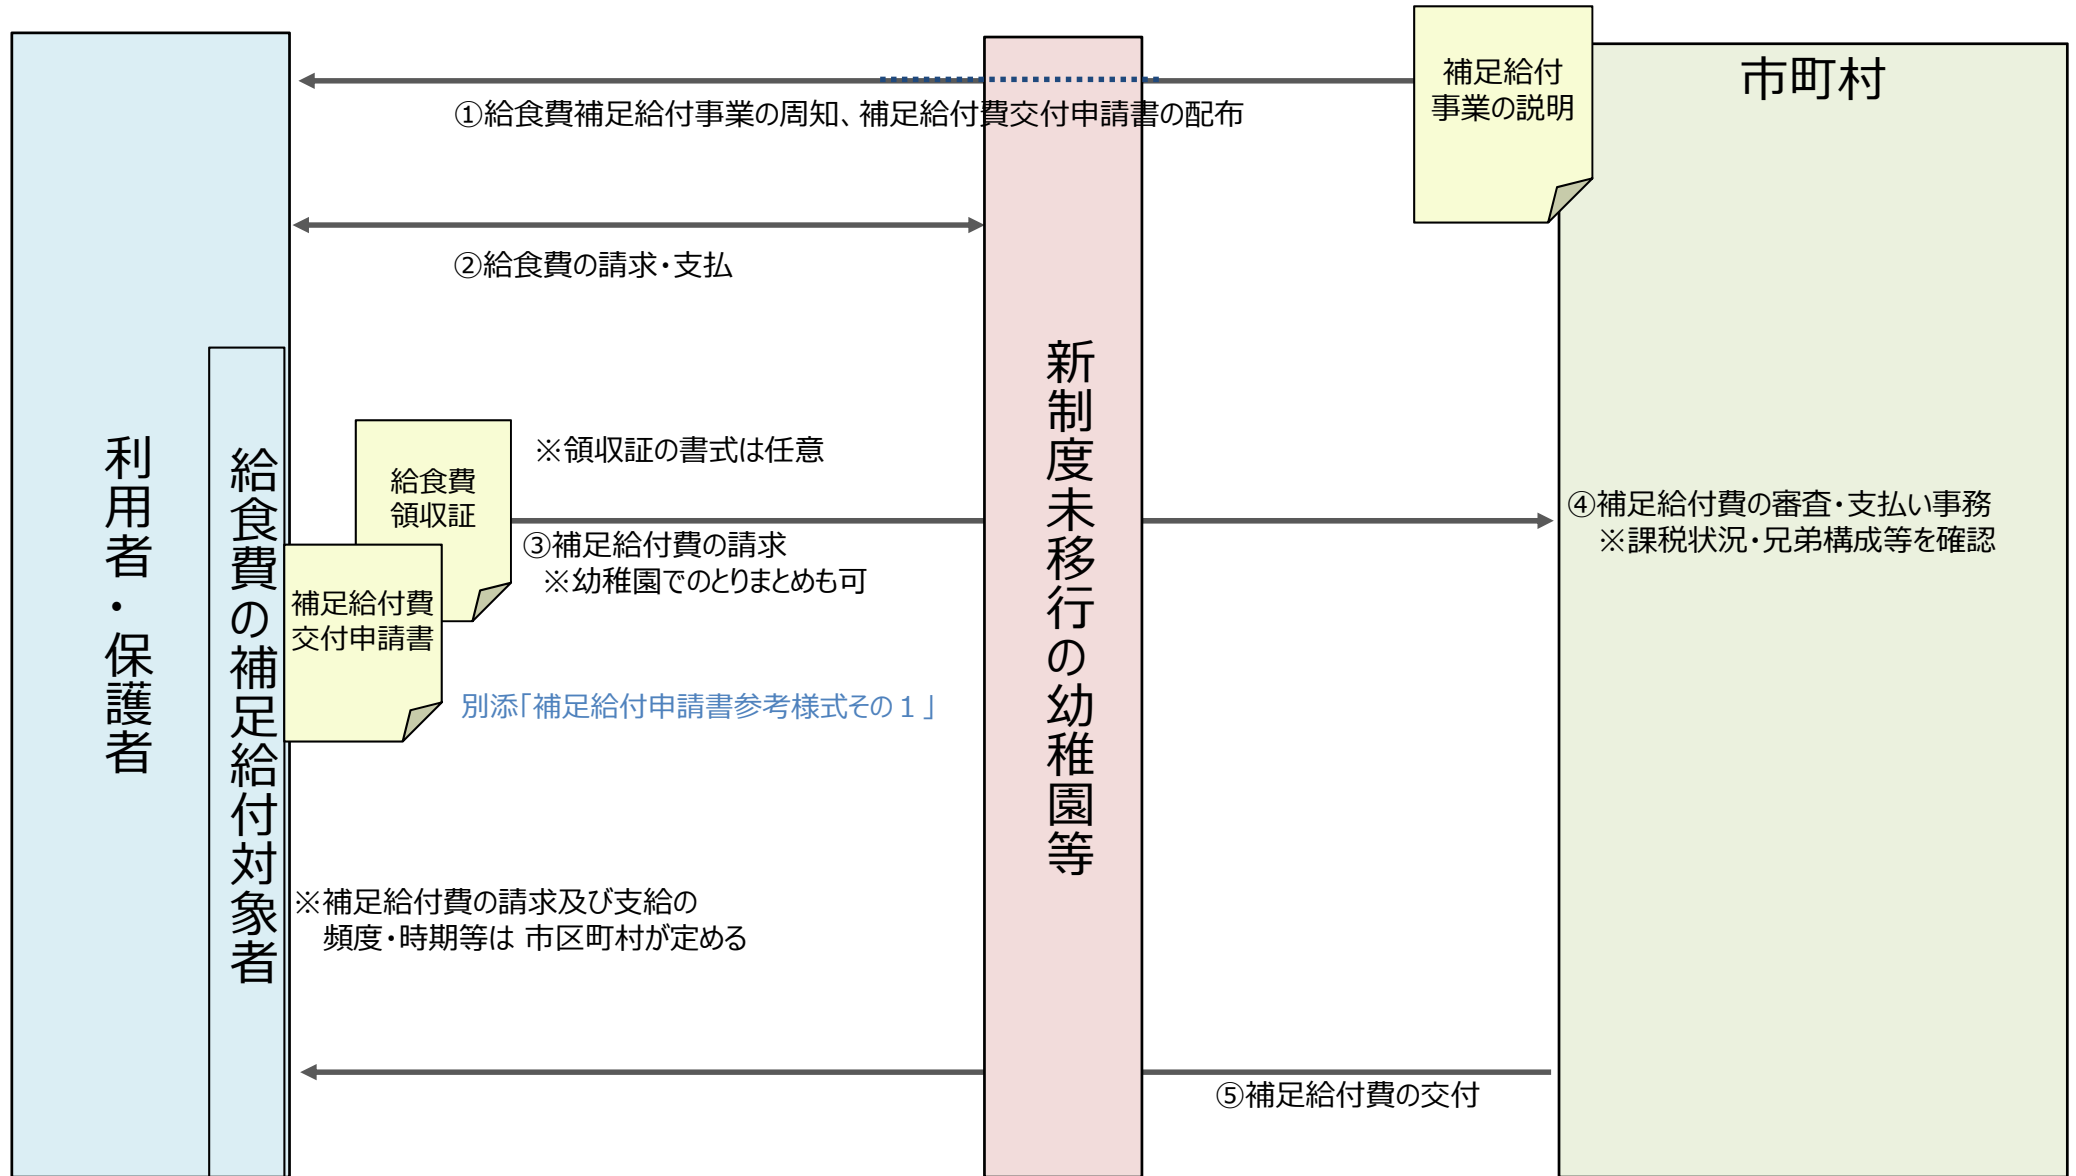 補足給付
事業の説明
市町村
①給食費補足給付事業の周知、補足給付費交付申請書の配布
②給食費の請求・支払
利用者・保護者
給食費の補足給付対象者
新制度未移行の幼稚園等
※領収証の書式は任意
給食費
領収証
③補足給付費の請求
※幼稚園でのとりまとめも可
④補足給付費の審査・支払い事務
※課税状況・兄弟構成等を確認
補足給付費
交付申請書
別添「補足給付申請書参考様式その１」
※補足給付費の請求及び支給の
頻度・時期等は 市区町村が定める
⑤補足給付費の交付